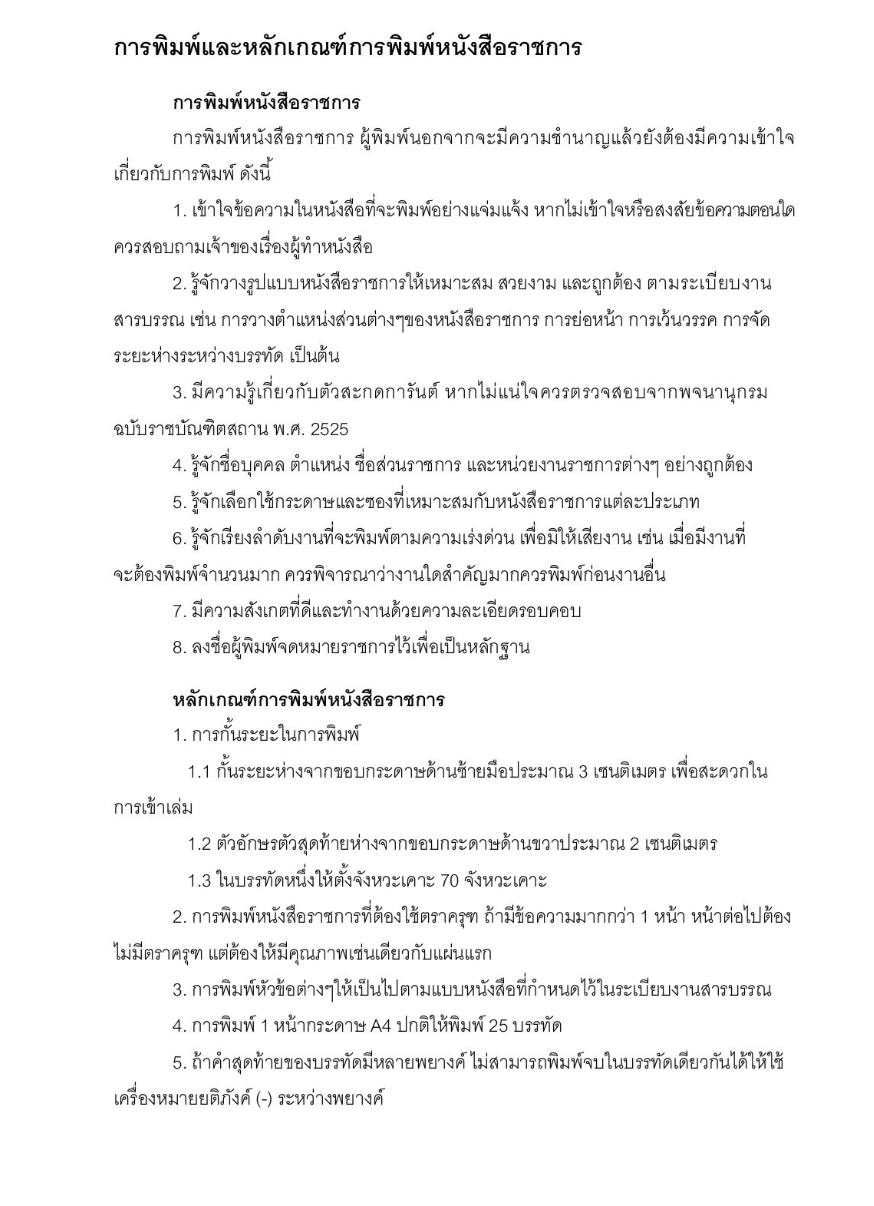 การพิมพ์และหลักเกณฑ์การพิมพ์หนังสือราชการ
การพิมพ์หนังสือราชการ
การพิมพ์หนังสือราชการ ผู้พิมพ์นอกจากจะมีความชำนาญแล้วยังต้องมีความเข้าใจ
เกี่ยวกับการพิมพ์ ดังนี้
1. เข้าใจข้อความในหนังสือที่จะพิมพ์อย่างแจ่มแจ้ง หากไม่เข้าใจหรือสงสัยข้อความตอนใด
ควรสอบถามเจ้าของเรื่องผู้ทำหนังสือ
2. รู้จักวางรูปแบบหนังสือราชการให้เหมาะสม สวยงาม และถูกต้อง ตามระเบียบงาน
สารบรรณ เช่น การวางตำแหน่งส่วนต่างๆของหนังสือราชการ การย่อหน้า การเว้นวรรค การจัด
ระยะห่างระหว่างบรรทัด เป็นต้น
3. มีความรู้เกี่ยวกับตัวสะกดการันต์ หากไม่แน่ใจควรตรวจสอบจากพจนานุกรม
ฉบับราชบัณฑิตสถาน พ.ศ. 2525
4. รู้จักชื่อบุคคล ตำแหน่ง ชื่อส่วนราชการ และหน่วยงานราชการต่างๆ อย่างถูกต้อง
5. รู้จักเลือกใช้กระดาษและซองที่เหมาะสมกับหนังสือราชการแต่ละประเภท
6. รู้จักเรียงลำดับงานที่จะพิมพ์ตามความเร่งด่วน เพื่อมิให้เสียงาน เช่น เมื่อมีงานที่
จะต้องพิมพ์จำนวนมาก ควรพิจารณาว่างานใดสำคัญมากควรพิมพ์ก่อนงานอื่น
7. มีความสังเกตที่ดีและทำงานด้วยความละเอียดรอบคอบ
8. ลงชื่อผู้พิมพ์จดหมายราชการไว้เพื่อเป็นหลักฐาน
หลักเกณฑ์การพิมพ์หนังสือราชการ
1. การกั้นระยะในการพิมพ์
1.1 กั้นระยะห่างจากขอบกระดาษด้านซ้ายมือประมาณ 3 เซนติเมตร เพื่อสะดวกใน
การเข้าเล่ม
1.2 ตัวอักษรตัวสุดท้ายห่างจากขอบกระดาษด้านขวาประมาณ 2 เซนติเมตร
1.3 ในบรรทัดหนึ่งให้ตั้งจังหวะเคาะ 70 จังหวะเคาะ
2. การพิมพ์หนังสือราชการที่ต้องใช้ตราครุฑ ถ้ามีข้อความมากกว่า 1 หน้า หน้าต่อไปต้อง
ไม่มีตราครุฑ แต่ต้องให้มีคุณภาพเช่นเดียวกับแผ่นแรก
3. การพิมพ์หัวข้อต่างๆให้เป็นไปตามแบบหนังสือที่กำหนดไว้ในระเบียบงานสารบรรณ
4. การพิมพ์ 1 หน้ากระดาษ A4 ปกติให้พิมพ์ 25 บรรทัด
5. ถ้าคำสุดท้ายของบรรทัดมีหลายพยางค์ ไม่สามารถพิมพ์จบในบรรทัดเดียวกันได้ให้ใช้
เครื่องหมายยติภังค์ (-) ระหว่างพยางค์